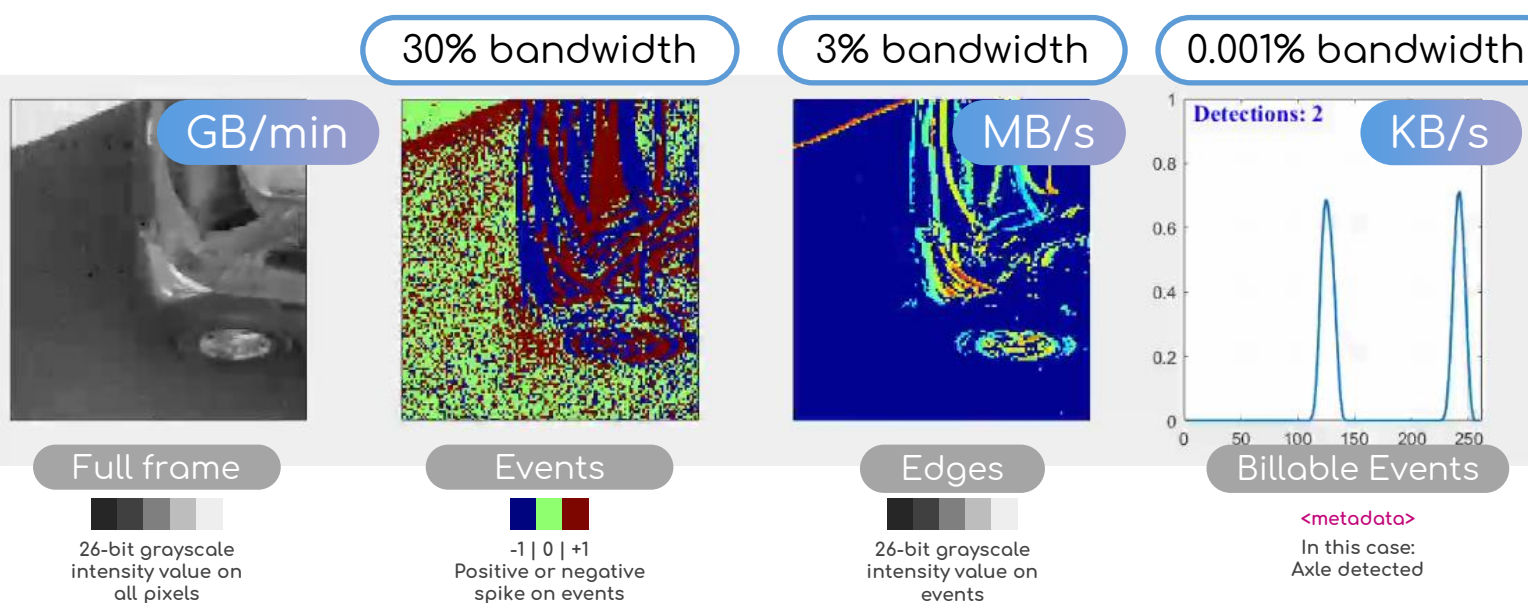 30% bandwidth
3% bandwidth
0.001% bandwidth
GB/min
MB/s
KB/s
Detections: 2
1
0.8
0.6
0.4
0.2
0
0 50 100 150 200 250
Full frame
Events
Edges
Billable Events
26-bit grayscale
intensity value on
all pixels
-1 | 0 | +1
Positive or negative
spike on events
26-bit grayscale
intensity value on
events
<metadata>
In this case:
Axle detected